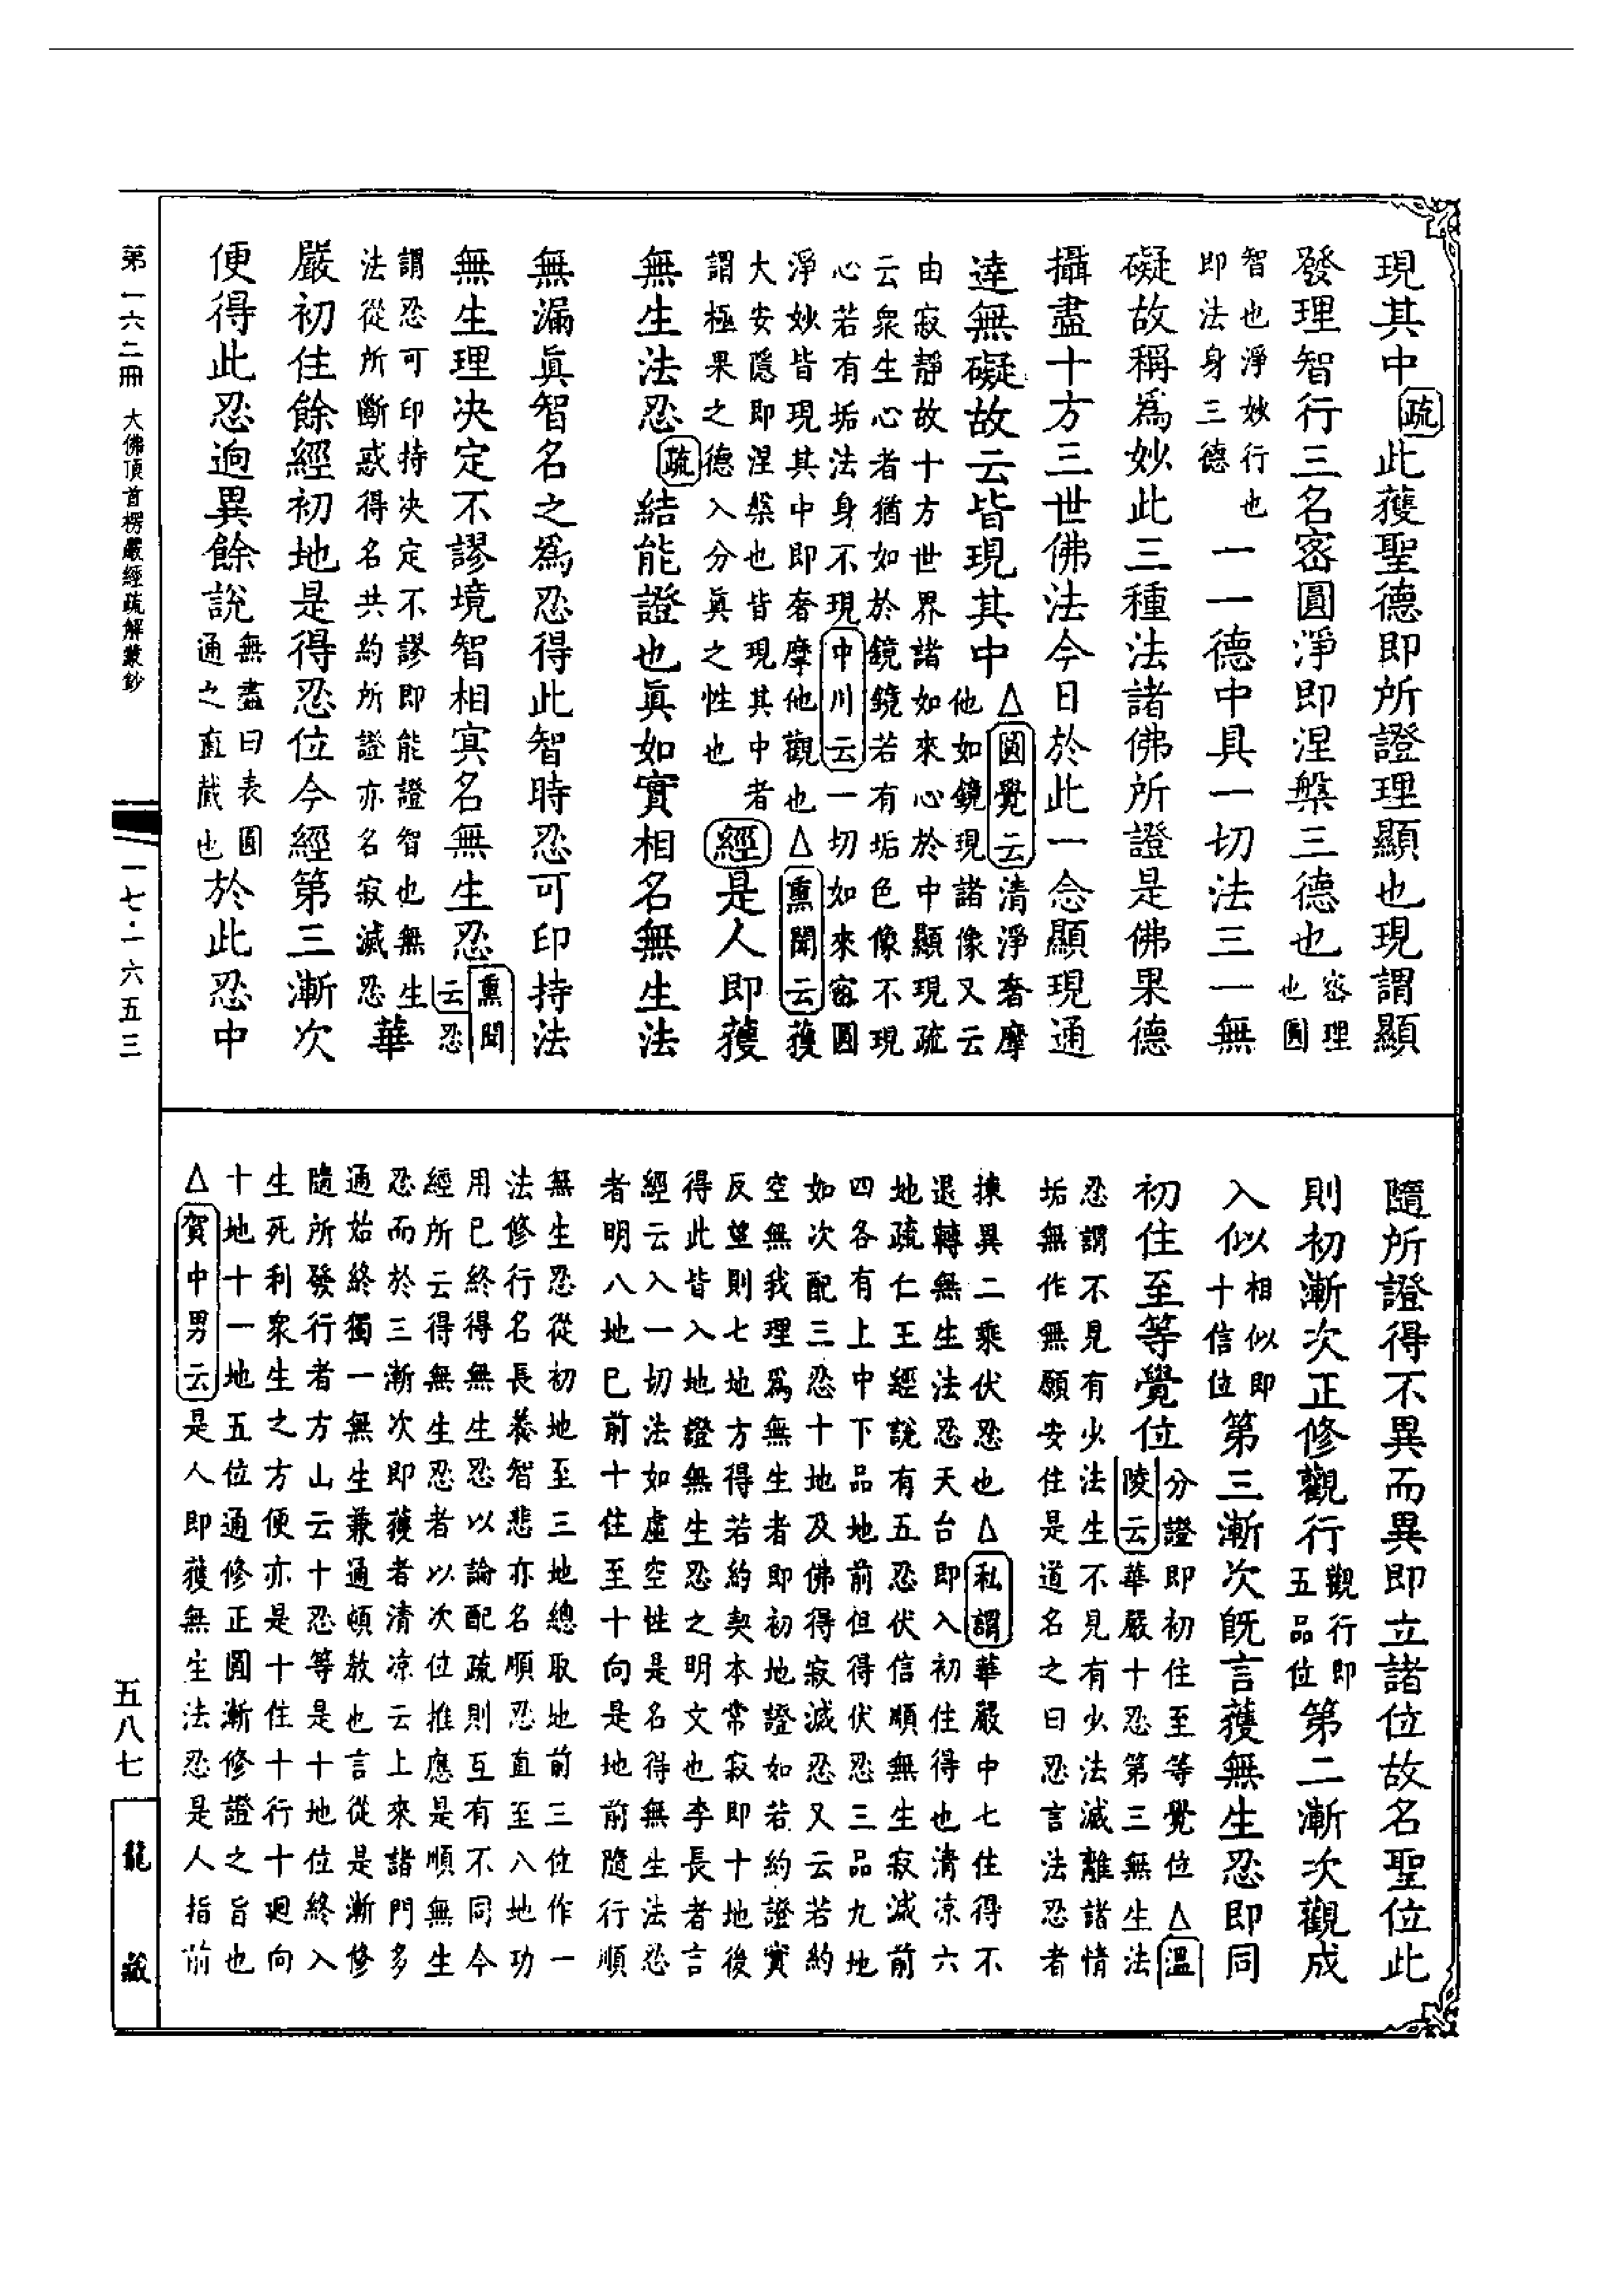 現其中疏此獲聖德即所證理顯也現謂顯
發理智行三名密圓淨即涅槃三德也密理也圓
智也淨妙行也即法身三德一一德中具一切法三一無
礙故稱爲妙此三種法諸佛所證是佛果德
攝盡十方三世佛法今日於此一念顯現通
達無礙故云皆現其中△圓覺云清淨奢摩
他如鏡現諸像又云
由寂靜故十方世界諸如來心於中顯現疏
云衆生心者猶如於鏡鏡若有垢色像不現
心若有垢法身不現中川云一切如來密圓
淨妙皆現其中即奢摩他觀也△熏聞云獲
大安隱即涅槃也皆現其中者
謂極果之德入分眞之性也經是人即獲
無生法忍疏結能證也眞如實相名無生法
無漏眞智名之爲忍得此智時忍可印持法
無生理决定不謬境智相㝠名無生忍熏聞云忍
謂忍可印持决定不謬即能證智也無生
法從所斷惑得名共約所證亦名寂滅忍華
嚴初住餘經初地是得忍位今經第三漸次
便得此忍逈異餘說無盡曰表圓通之直蕆也於此忍中
隨所證得不異而異即立諸位故名聖位此
則初漸次正修觀行觀行即五品位第二漸次觀成
入似相似即十信位第三漸次旣言獲無生忍即同
初住至等覺位分證即初住至等覺位△溫
陵云華嚴十忍第三無生法
忍謂不見有少法生不見有少法滅離諸情
垢無作無願安住是道名之曰忍言法忍者
揀異二乘伏忍也△私謂華嚴中七住得不
退轉無生法忍天台即入初住得也清凉六
地疏仁王經說有五忍伏信順無生寂滅前
四各有上中下品地前但得伏忍三品九地
如次配三忍十地及佛得寂滅忍又云若約
空無我理爲無生者即初地證如若約證實
反望則七地方得若約契本常寂即十地後
得此皆入地證無生忍之明文也李長者言
經云入一切法如虛空性是名得無生法忍
者明八地已前十住至十向是地前隨行順
無生忍從初地至三地總取地前三位作一
法修行名長養智悲亦名順忍直至八地功
用已終得無生忍以論配疏則互有不同今
經所云得無生忍者以次位推應是順無生
忍而於三漸次即獲者清凉云上來諸門多
通始終獨一無生兼通頓教也言從是漸修
隨所發行者方山云十忍等是十地位終入
生死利衆生之方便亦是十住十行十廻向
十地十一地五位通修正圓漸修證之旨也
△賀中男云是人即獲無生法忍是人指前
第一六二冊 大佛頂首楞嚴經疏解蒙鈔
一七·一六五三
五八七
龍藏